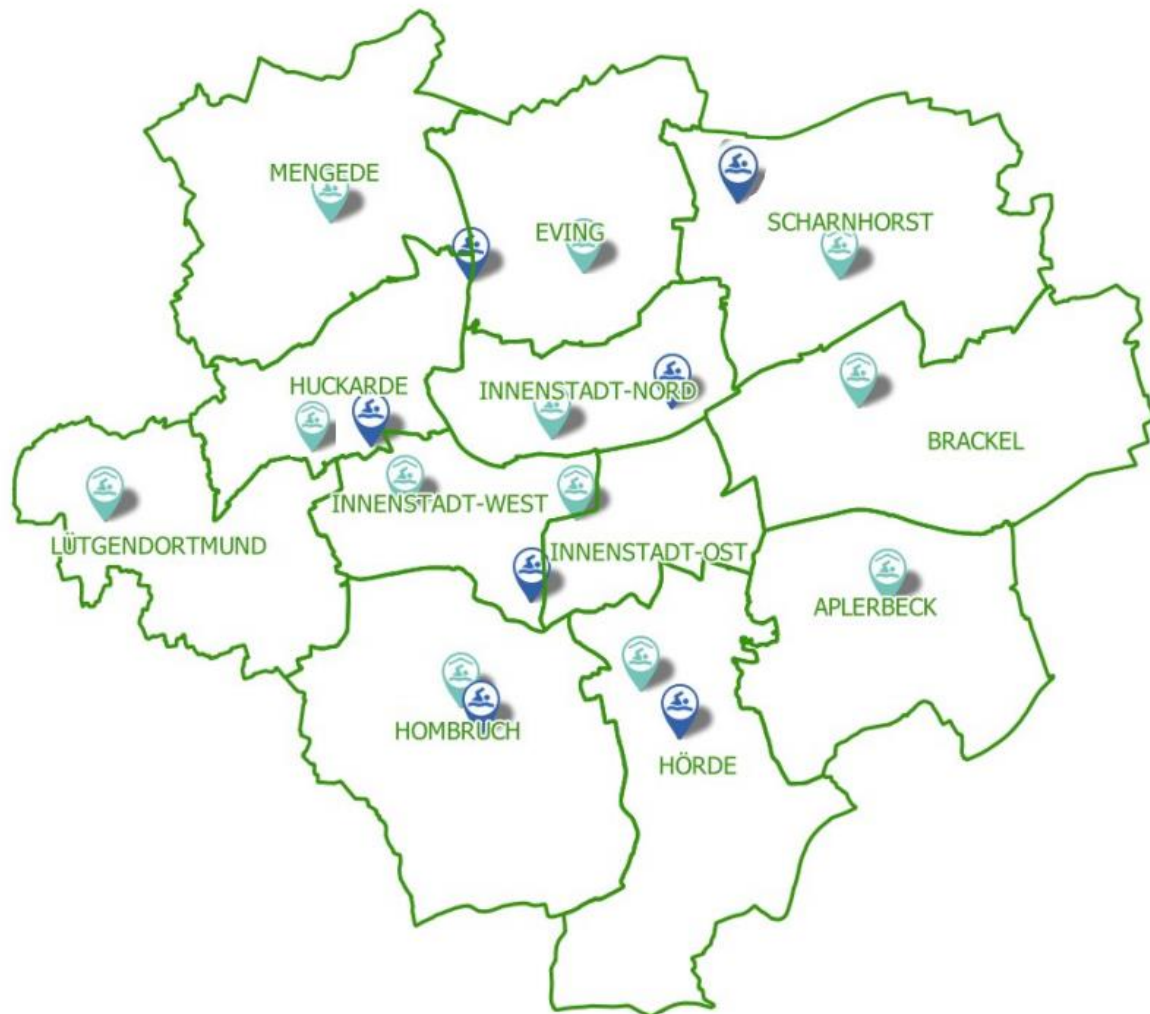 MENGEDE
EVING
SCHARNHORST
HUCKARDE
INNENSTADT-NORD
BRACKEL
INNENSTADT-WEST
LÜTGENDORTMUND
INNENSTADT-OST
APLERBECK
HOMBRUCH
HÖRDE